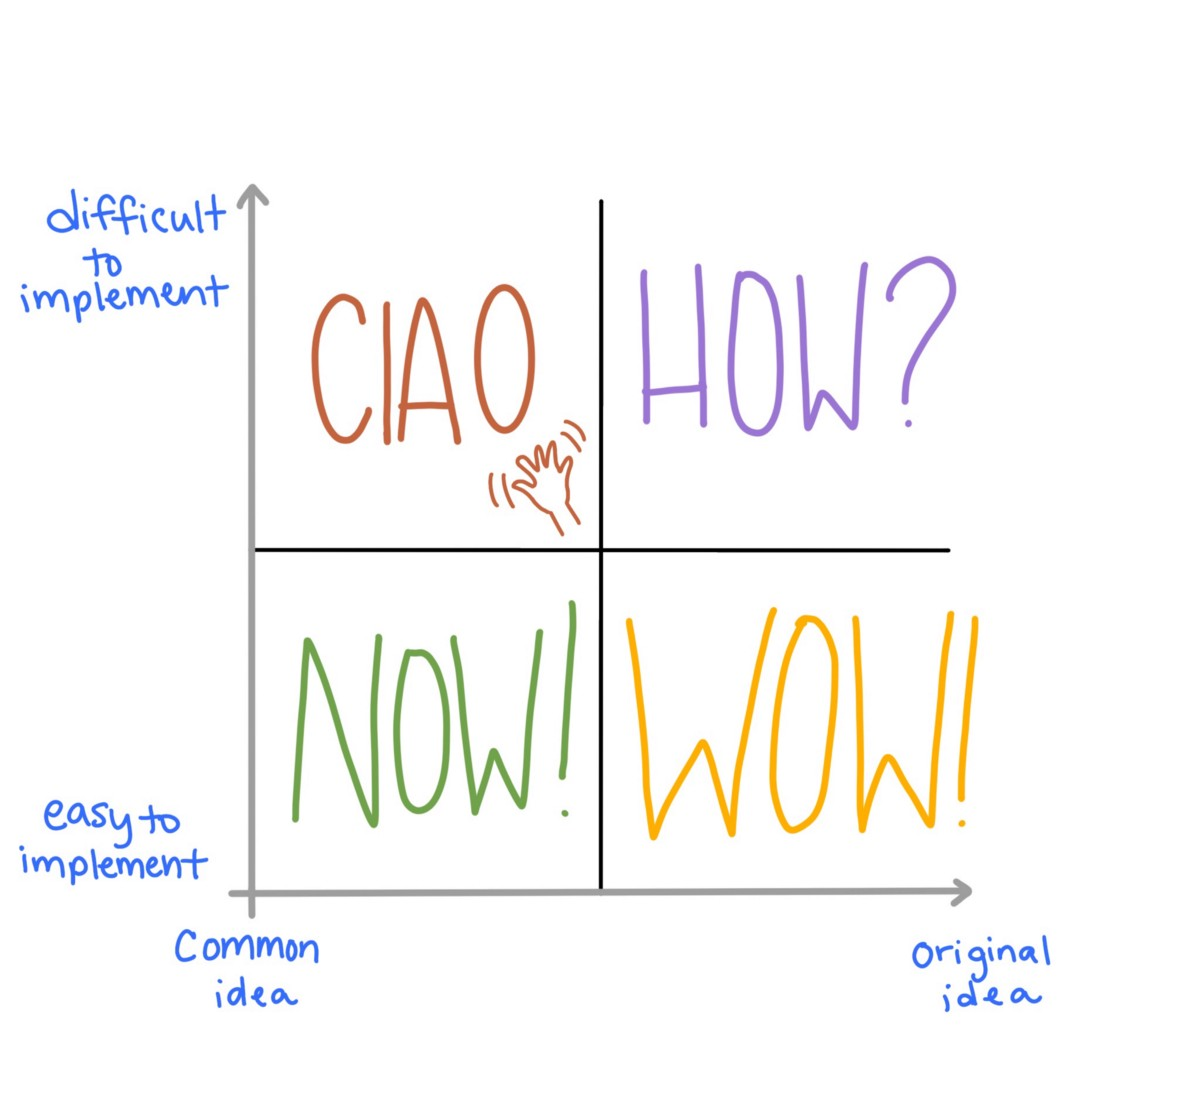 difficult
to
implement
CIAO
HOW?
NOW!
WOW!
easy to
implement
Common
idea
Original
idea